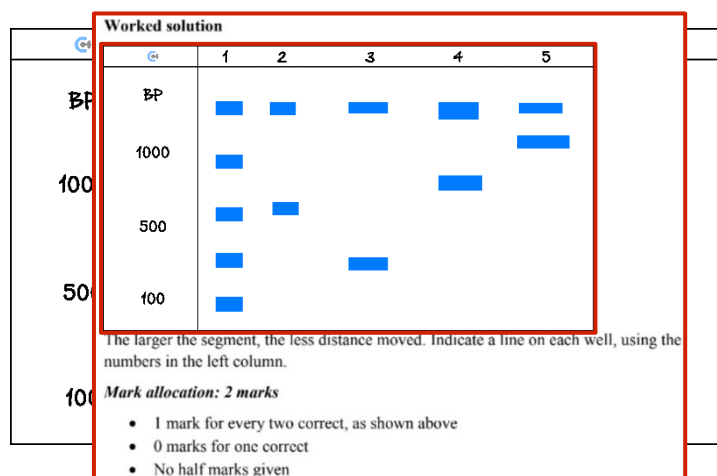 Worked solution
1 2 3 4 5
BP
1000
500
100
BP
100
50
10
The larger the segment, the less distance moved. Indicate a line on each well, using the
numbers in the left column.
Mark allocation: 2 marks
• 1 mark for every two correct, as shown above
• 0 marks for one correct
• No half marks given